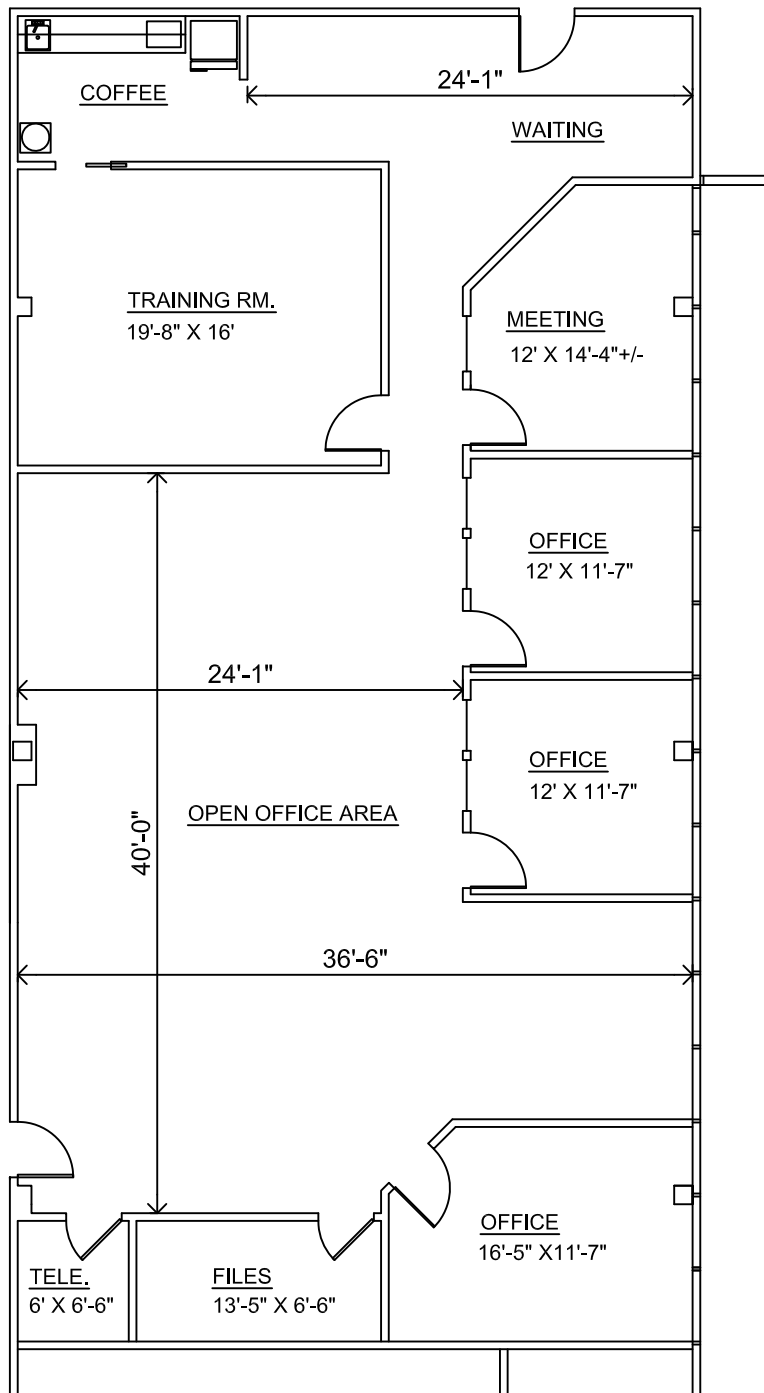 24'-1"
COFFEE
WAITING
TRAINING RM.
19'-8" X 16'
MEETING
12' X 14'-4"+/-
OFFICE
12' X 11'-7"
24'-1"
OFFICE
12' X 11'-7"
OPEN OFFICE AREA
40'-0"
36'-6"
OFFICE
16'-5" X11'-7"
TELE.
6' X 6'-6"
FILES
13'-5" X 6'-6"